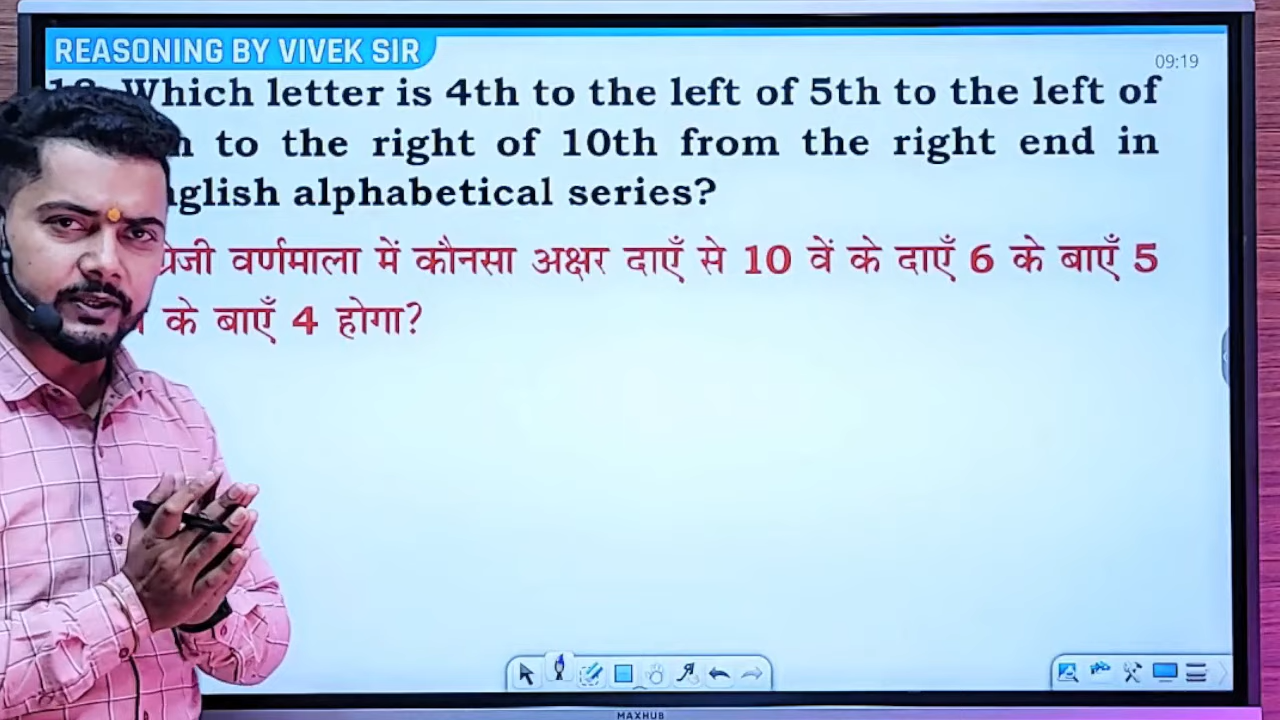 REASONING BY VIVEK SIR
09:19
Which letter is 4th to the left of 5th to the left of
to the right of 10th from the right end in
alphabetical series?
वर्णमाला में कौनसा अक्षर दाएँ से 10 वें के दाएँ 6 के बाएँ 5
के बाएँ 4 होगा?
MAXHUB